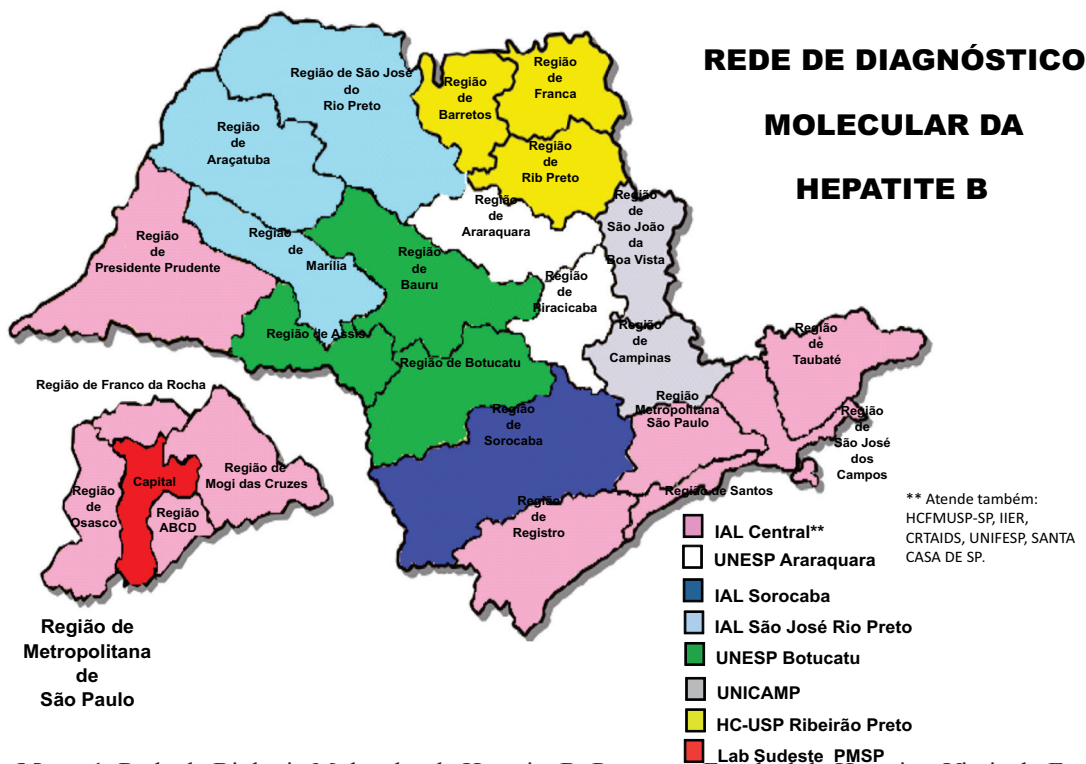 REDE DE DIAGNÓSTICO
MOLECULAR DA
HEPATITE B
Região de São José
do
Rio Preto
Região
de
Barretos
Região
de
Franca
Região
de
Araçatuba
Região
de
Rib Preto
Região
de
Araraquara
Região
de
São João
da
Boa Vista
Região
de
Presidente Prudente
Região
de
Marília
Região
de
Bauru
Região
de
Piracicaba
Região de Assis
Região de Botucatu
Região
de
Campinas
Região
de
Taubaté
Região
de
Sorocaba
Região
Metropolitana
São Paulo
Região
de
São José
dos
Campos
Região de Santos
Região
de
Registro
Região de Franco da Rocha
Capital
Região de
Mogi das Cruzes
Região
de
Osasco
Região
ABCD
Região de
Metropolitana
de
São Paulo
IAL Central**
UNESP Araraquara
IAL Sorocaba
IAL São José Rio Preto
UNESP Botucatu
UNICAMP
HC-USP Ribeirão Preto
Lab Sudeste PMSP
** Atende também:
HCFMUSP-SP, IIER,
CRTAIDS, UNIFESP, SANTA
CASA DE SP.